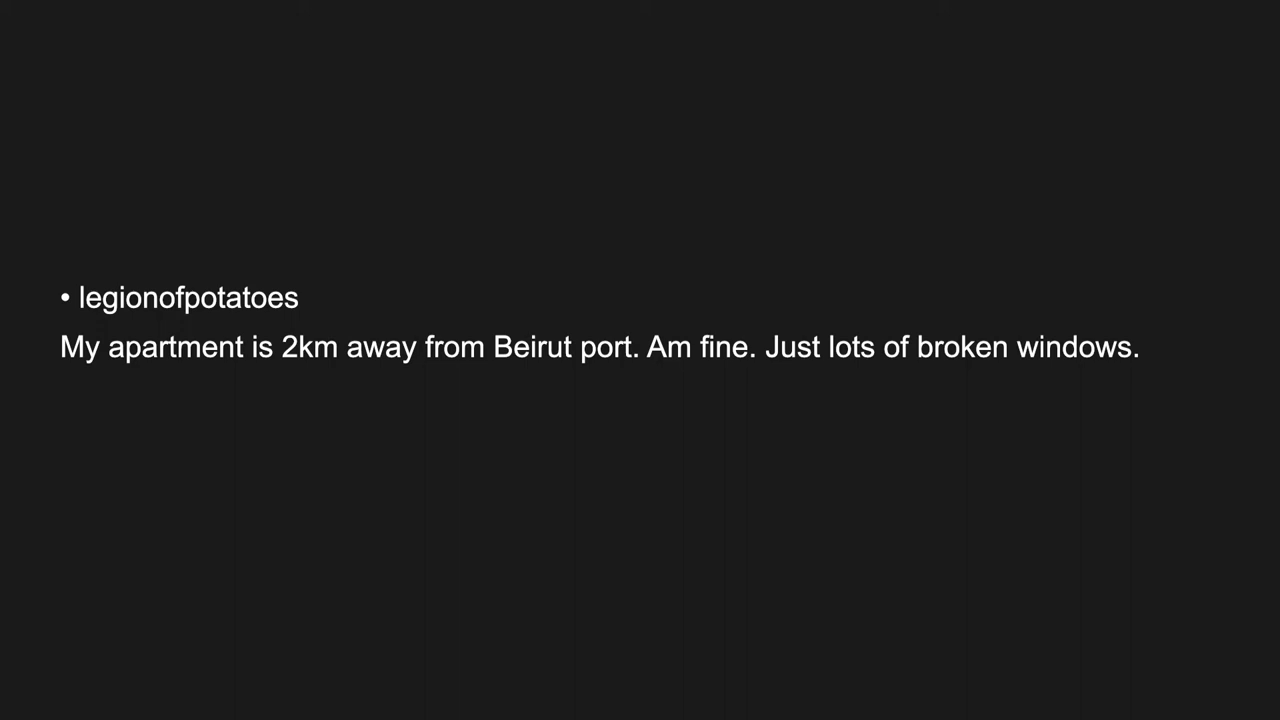 • legionofpotatoes
My apartment is 2km away from Beirut port. Am fine. Just lots of broken windows.